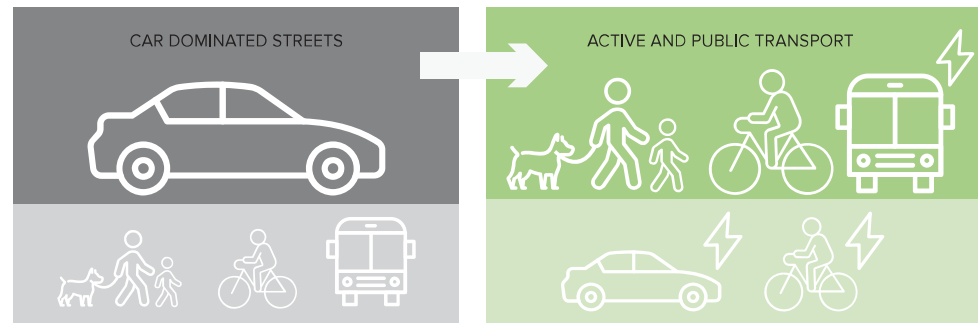 CAR DOMINATED STREETS
ACTIVE AND PUBLIC TRANSPORT